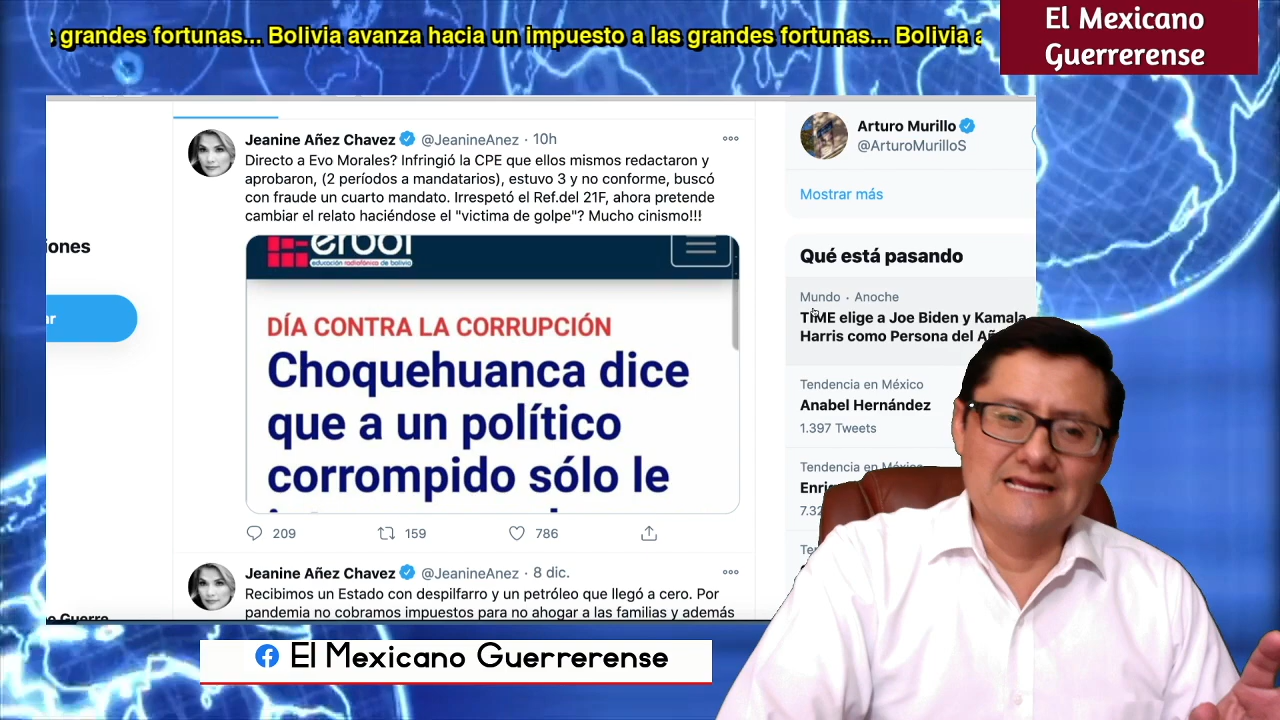 grandes fortunas... Bolivia avanza hacia un impuesto a las grandes fortunas... Bolivia a
El Mexicano
Guerrerense
Jeanine Añez Chavez @JeanineAnez · 10h
Directo a Evo Morales? Infringió la CPE que ellos mismos redactaron y
aprobaron, (2 períodos a mandatarios), estuvo 3 y no conforme, buscó
con fraude un cuarto mandato. Irrespetó el Ref.del 21F, ahora pretende
cambiar el relato haciéndose el "victima de golpe"? Mucho cinismo!!!
erbol
educación radiofónica de bolivia
DÍA CONTRA LA CORRUPCIÓN
Choquehuanca dice
que a un político
corrompido sólo le
209 159 786
Jeanine Añez Chavez @JeanineAnez · 8 dic.
Recibimos un Estado con despilfarro y un petróleo que llegó a cero. Por
pandemia no cobramos impuestos para no ahogar a las familias y además
iones
ar
Arturo Murillo
@ArturoMurilloS
Mostrar más
Qué está pasando
Mundo · Anoche
TIME elige a Joe Biden y Kamala
Harris como Persona del Añ
Tendencia en México
Anabel Hernández
1.397 Tweets
Tendencia en México
Enri
7.32
Te
El Mexicano Guerrerense